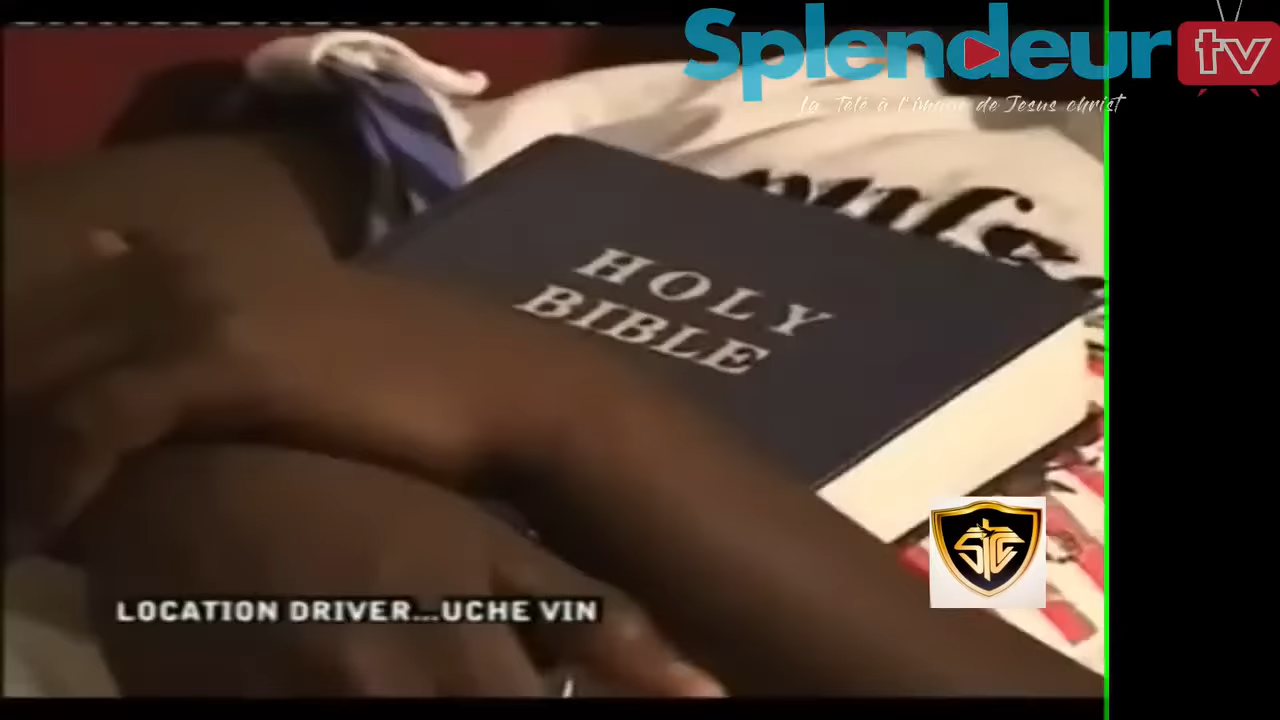 Splendeur tv
La Télé à l'image de Jesus christ
HOLY
BIBLE
LOCATION DRIVER...UCHE VIN